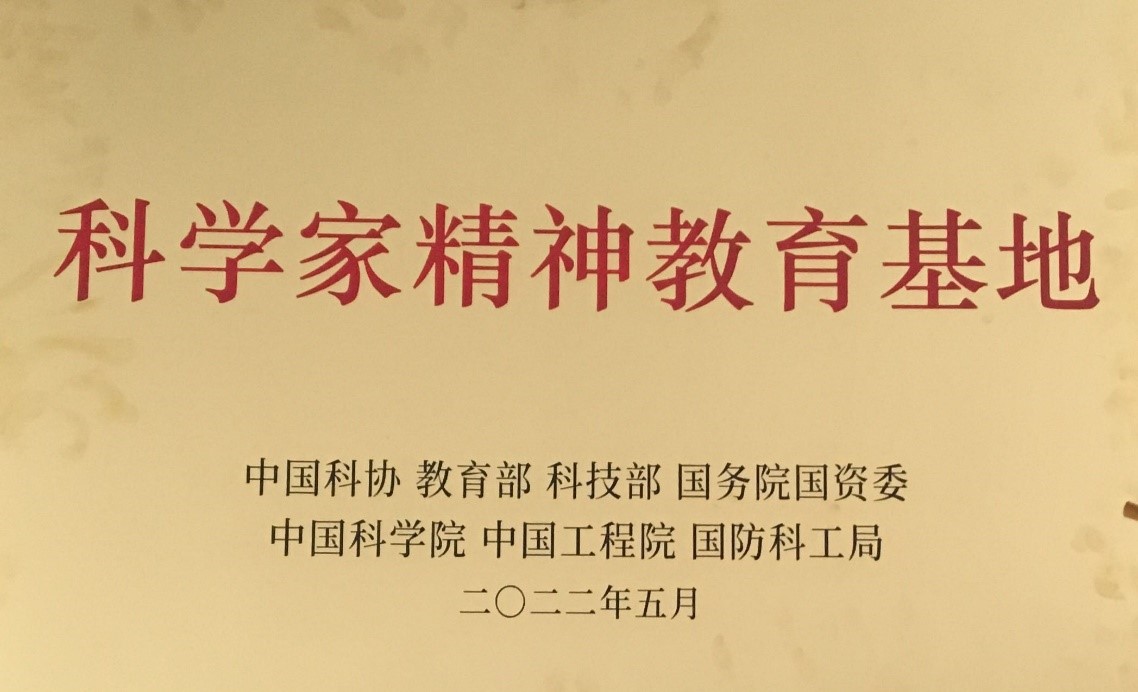 科学家精神教育基地
中国科协 教育部 科技部 国务院国资委
中国科学院 中国工程院 国防科工局
二〇二二年五月